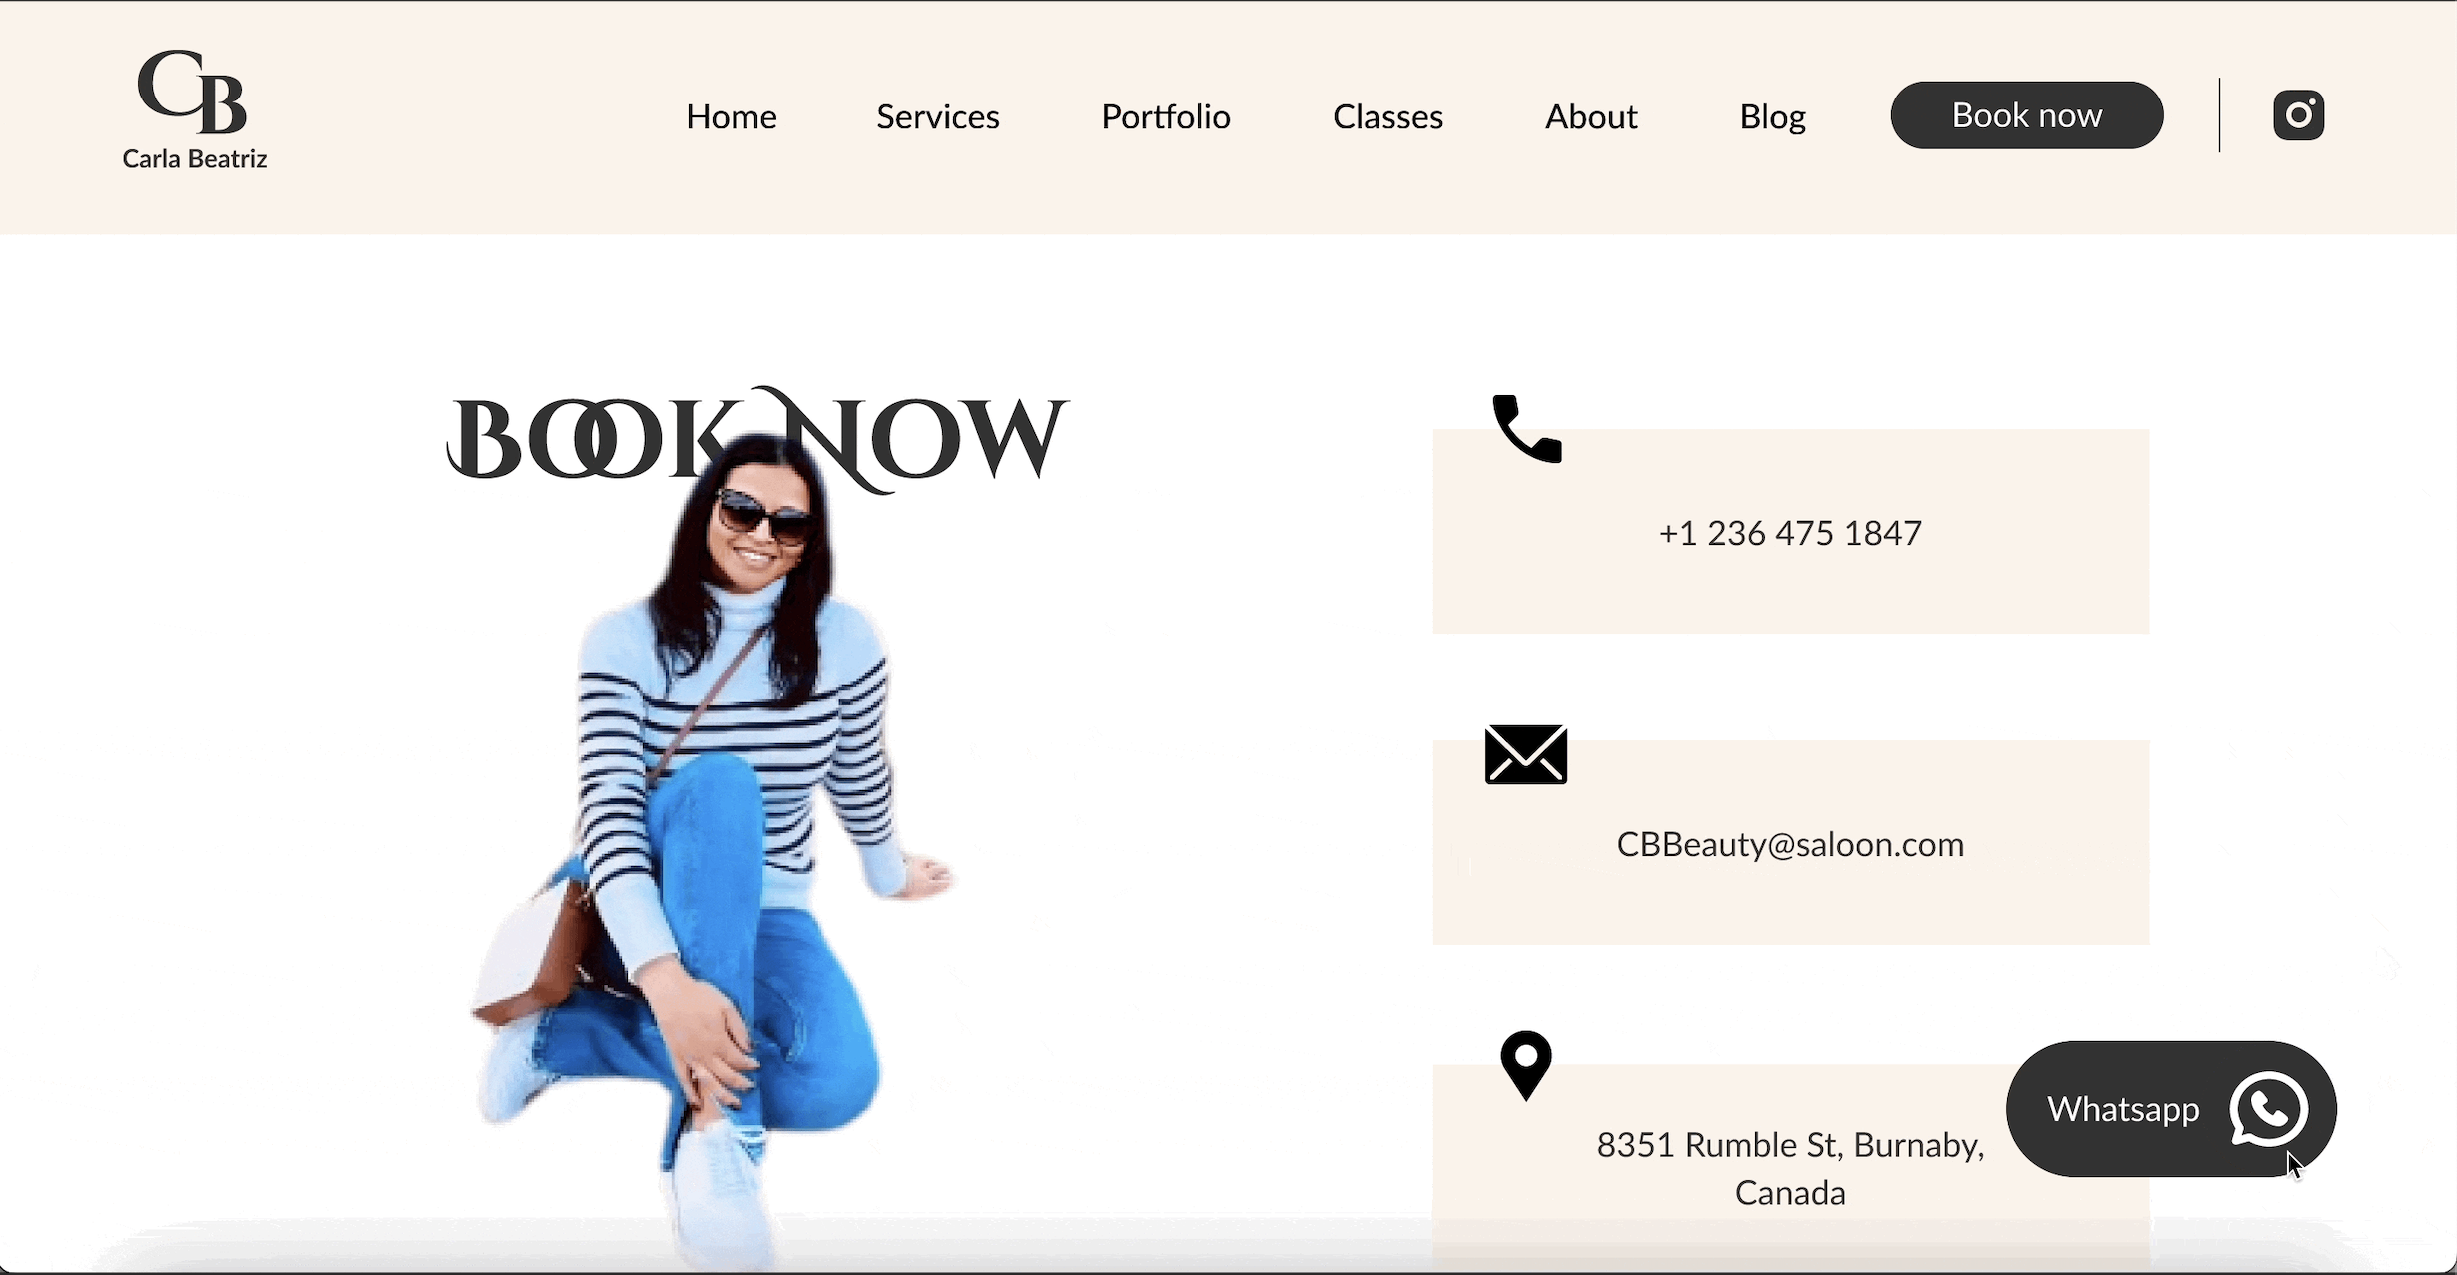 CB
Carla Beatriz
Home
Services
Portfolio
Classes
About
Blog
Book now
BOOK NOW
+1 236 475 1847
CBBeauty@saloon.com
8351 Rumble St, Burnaby,
Canada
Whatsapp